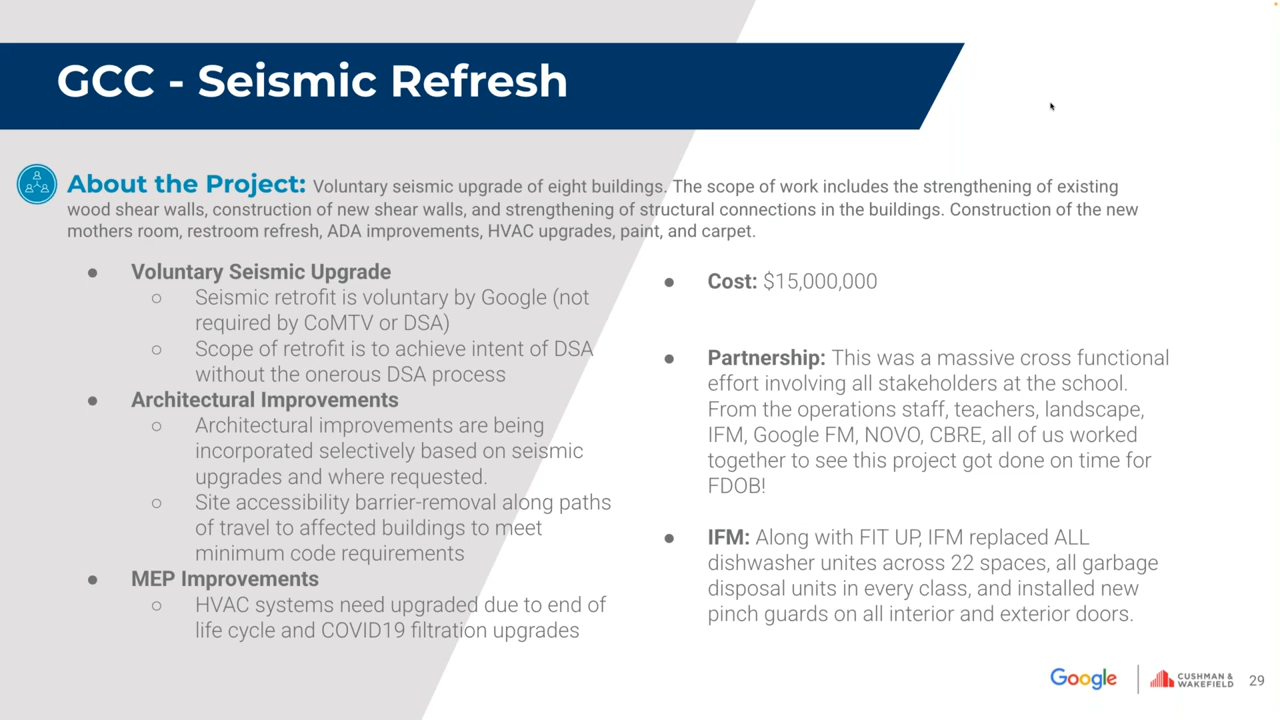 GCC - Seismic Refresh
About the Project: Voluntary seismic upgrade of eight buildings. The scope of work includes the strengthening of existing
wood shear walls, construction of new shear walls, and strengthening of structural connections in the buildings. Construction of the new
mothers room, restroom refresh, ADA improvements, HVAC upgrades, paint, and carpet.
● Voluntary Seismic Upgrade
○ Seismic retrofit is voluntary by Google (not
required by CoMTV or DSA)
○ Scope of retrofit is to achieve intent of DSA
without the onerous DSA process
● Architectural Improvements
○ Architectural improvements are being
incorporated selectively based on seismic
upgrades and where requested.
○ Site accessibility barrier-removal along paths
of travel to affected buildings to meet
minimum code requirements
● MEP Improvements
○ HVAC systems need upgraded due to end of
life cycle and COVID19 filtration upgrades
● Cost: $15,000,000
● Partnership: This was a massive cross functional
effort involving all stakeholders at the school.
From the operations staff, teachers, landscape,
IFM, Google FM, NOVO, CBRE, all of us worked
together to see this project got done on time for
FDOB!
● IFM: Along with FIT UP, IFM replaced ALL
dishwasher unites across 22 spaces, all garbage
disposal units in every class, and installed new
pinch guards on all interior and exterior doors.
Google
CUSHMAN &
WAKEFIELD
29